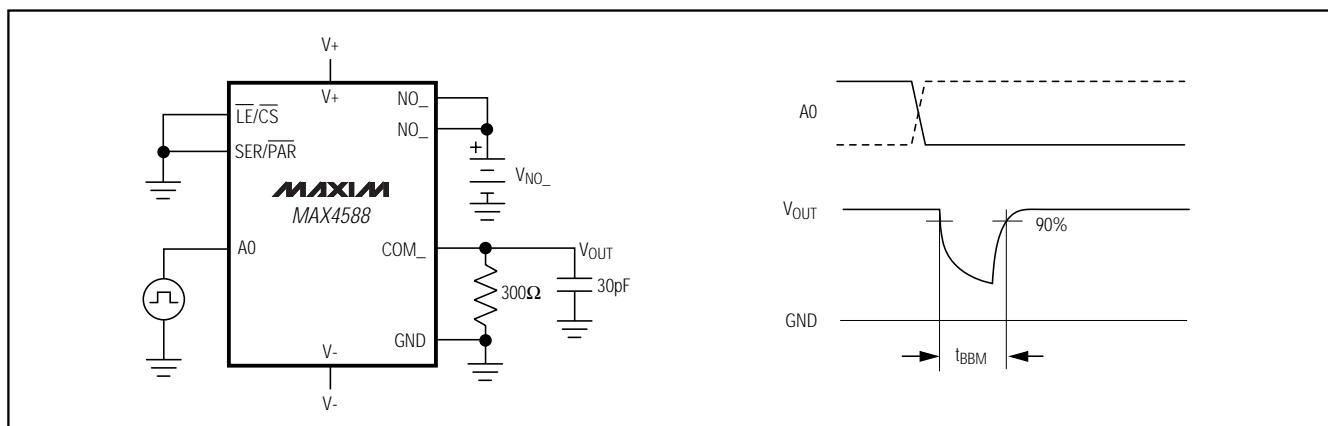 V+
V+
LE/CS
SER/PAR
NO_
NO_
+
VNO_
MAXIM
MAX4588
A0
COM_
VOUT
300Ω
30pF
GND
V-
V-
A0
VOUT
90%
GND
tBBM